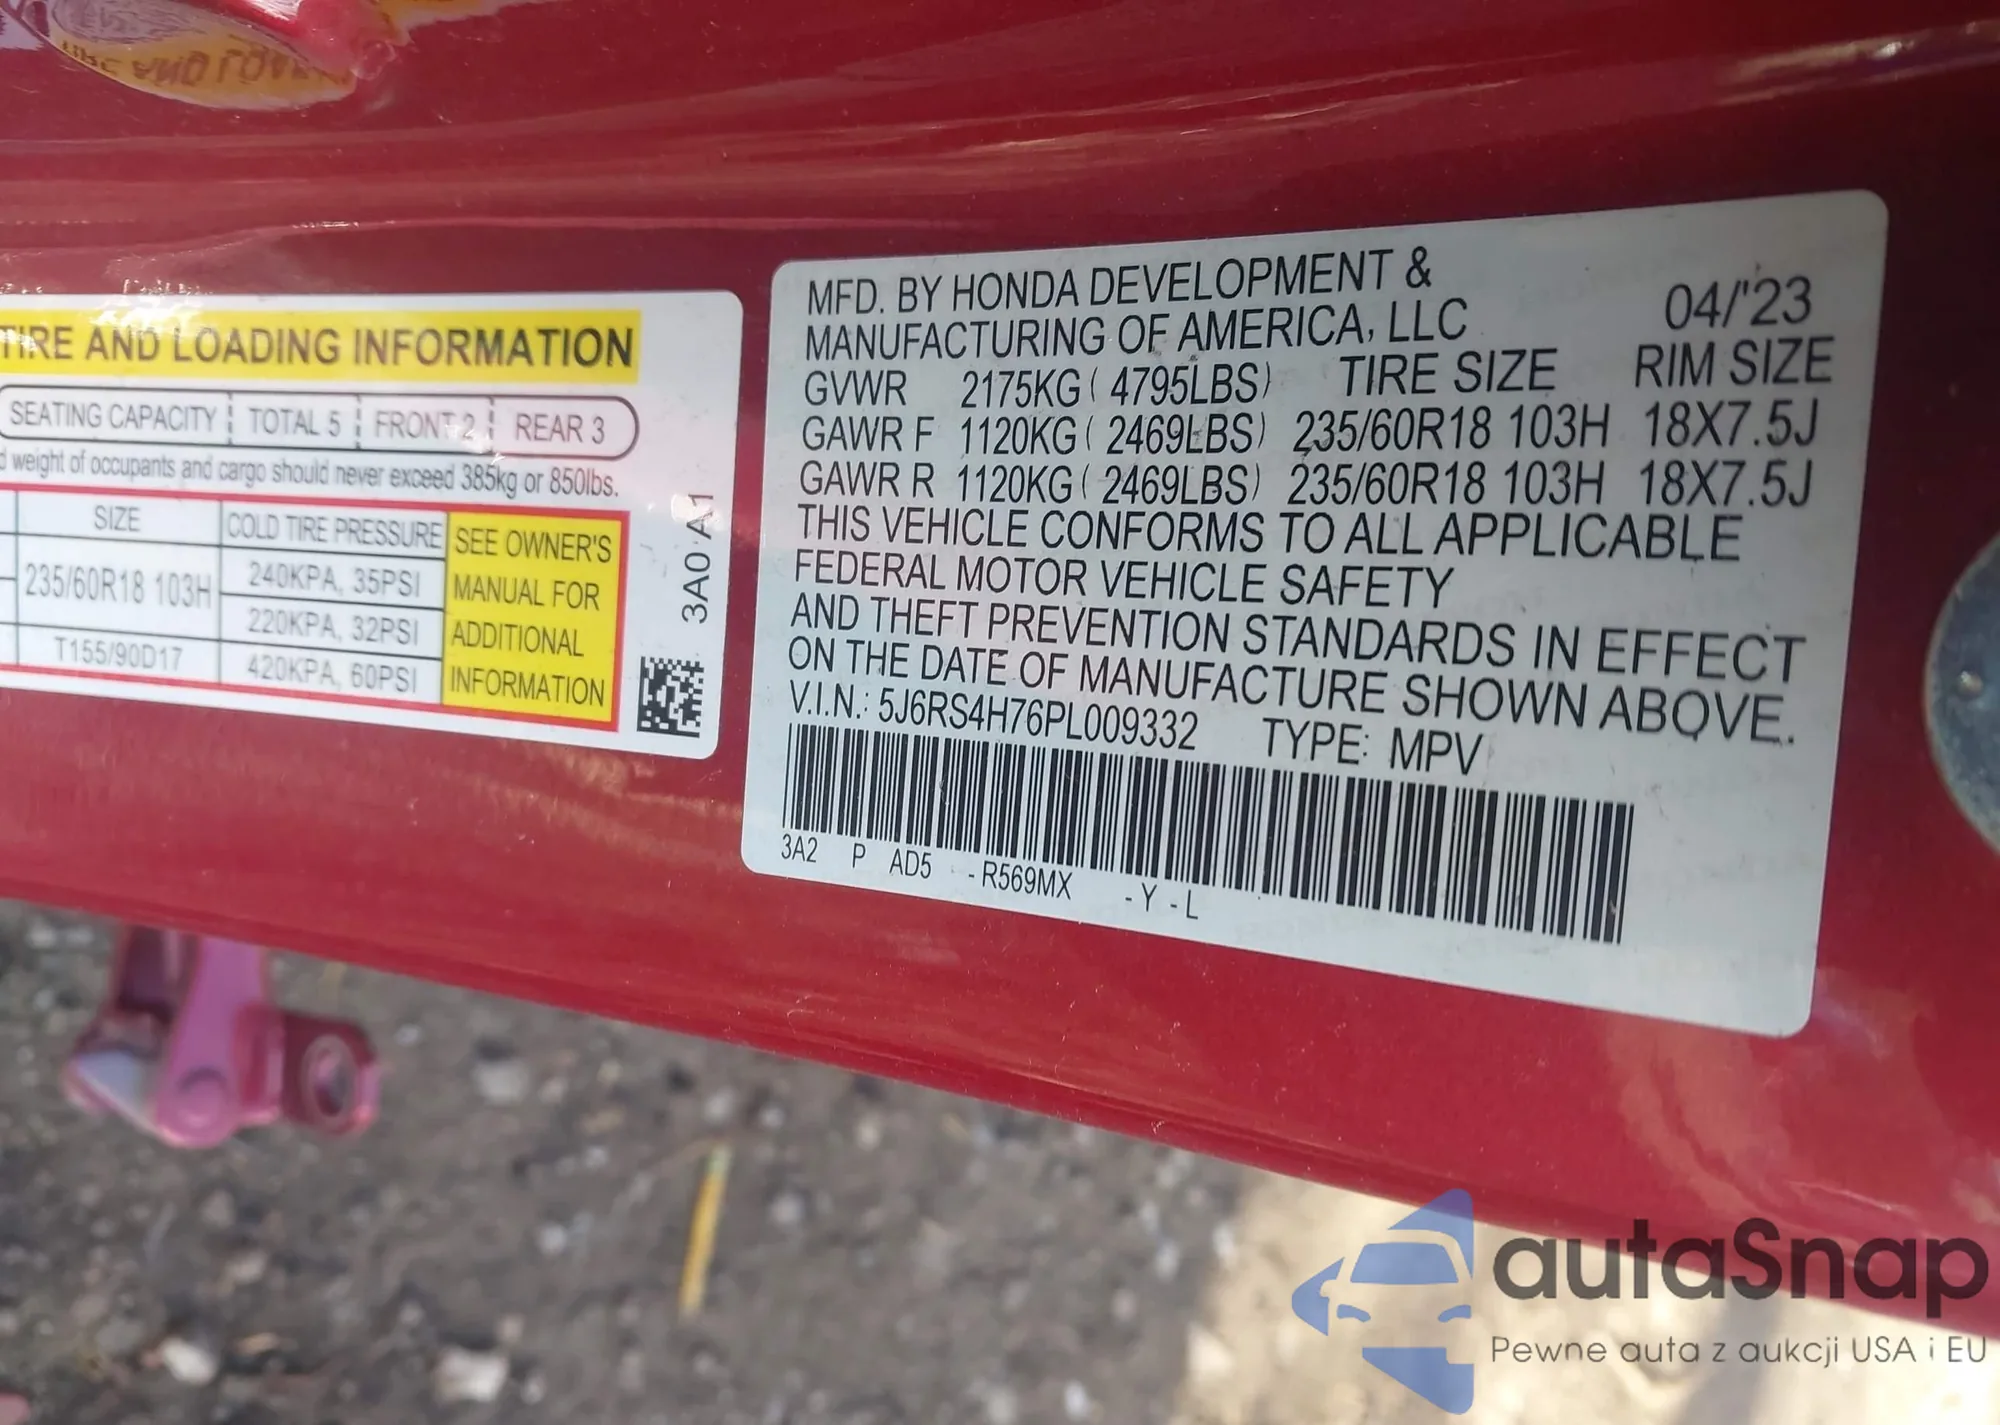 TIRE AND LOADING INFORMATION
SEATING CAPACITY TOTAL 5 FRONT 2 REAR 3
weight of occupants and cargo should never exceed 385kg or 850lbs.
SIZE COLD TIRE PRESSURE
235/60R18 103H 240KPA, 35PSI
220KPA, 32PSI
T155/90D17 420KPA, 60PSI
SEE OWNER'S
MANUAL FOR
ADDITIONAL
INFORMATION
3A0 A1
MFD. BY HONDA DEVELOPMENT &
MANUFACTURING OF AMERICA, LLC 04/'23
GVWR 2175KG ( 4795LBS) TIRE SIZE RIM SIZE
GAWR F 1120KG ( 2469LBS) 235/60R18 103H 18X7.5J
GAWR R 1120KG ( 2469LBS) 235/60R18 103H 18X7.5J
THIS VEHICLE CONFORMS TO ALL APPLICABLE
FEDERAL MOTOR VEHICLE SAFETY
AND THEFT PREVENTION STANDARDS IN EFFECT
ON THE DATE OF MANUFACTURE SHOWN ABOVE.
V.I.N.: 5J6RS4H76PL009332 TYPE: MPV
3A2 P AD5 - R569MX - Y - L
autaSnap
Pewne auta z aukcji USA i EU